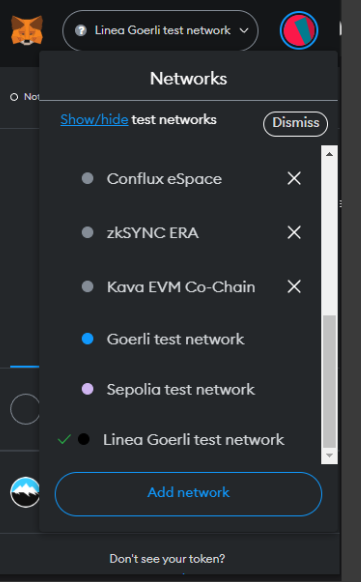 Linea Goerli test network
Networks
Not
Show/hide test networks
Dismiss
Conflux eSpace
zkSYNC ERA
Kava EVM Co-Chain
Goerli test network
Sepolia test network
Linea Goerli test network
Add network
Don't see your token?